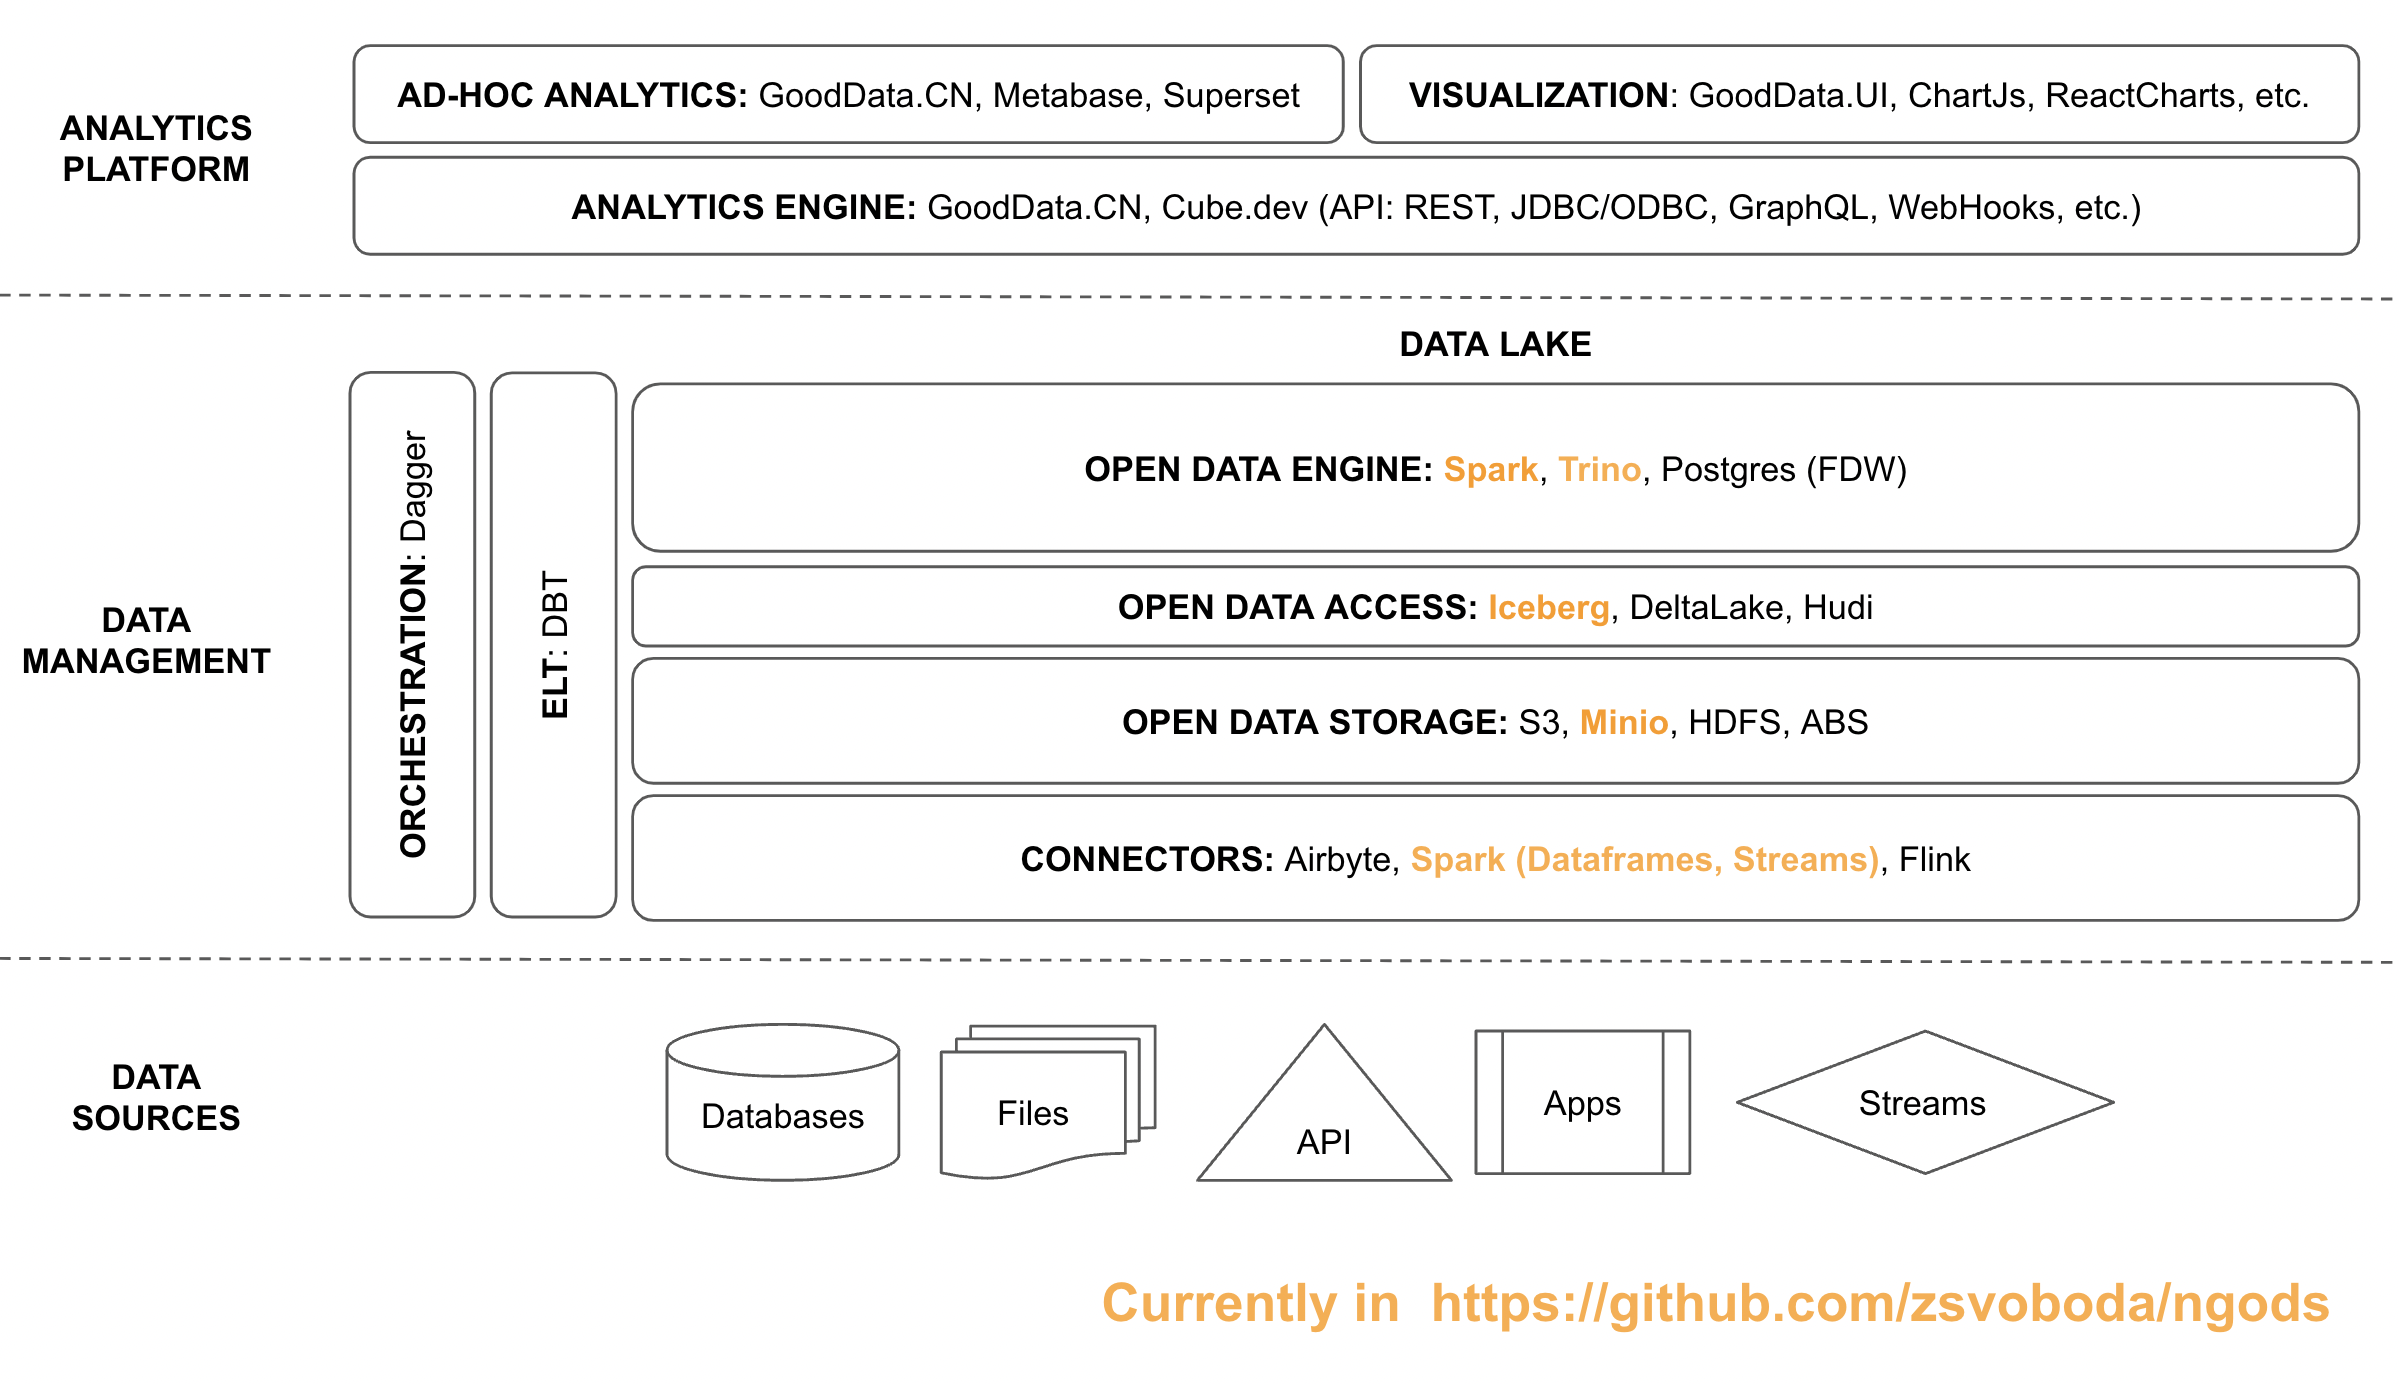 AD-HOC ANALYTICS: GoodData.CN, Metabase, Superset
VISUALIZATION: GoodData.UI, ChartJs, ReactCharts, etc.
ANALYTICS
PLATFORM
ANALYTICS ENGINE: GoodData.CN, Cube.dev (API: REST, JDBC/ODBC, GraphQL, WebHooks, etc.)
DATA LAKE
DATA
MANAGEMENT
ORCHESTRATION: Dagger
ELT: DBT
OPEN DATA ENGINE: Spark, Trino, Postgres (FDW)
OPEN DATA ACCESS: Iceberg, DeltaLake, Hudi
OPEN DATA STORAGE: S3, Minio, HDFS, ABS
CONNECTORS: Airbyte, Spark (Dataframes, Streams), Flink
DATA
SOURCES
Databases
Files
API
Apps
Streams
Currently in  https://github.com/zsvoboda/ngods